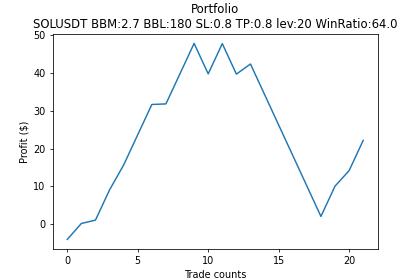 Portfolio
SOLUSDT BBM:2.7 BBL:180 SL:0.8 TP:0.8 lev:20 WinRatio:64.0
50
40
30
20
10
0
Profit ($)
0 5 10 15 20
Trade counts